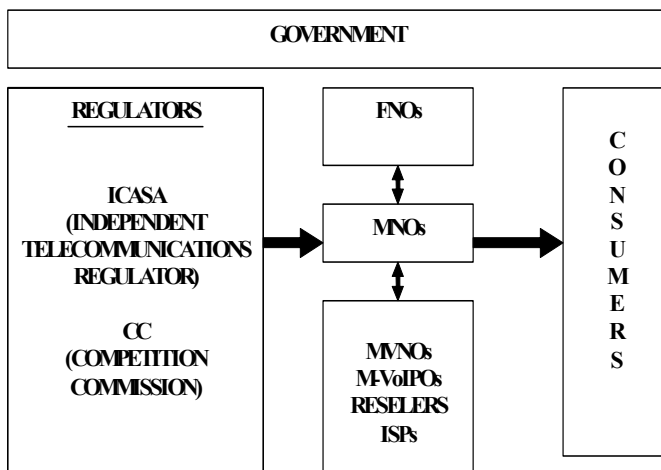 GOVERNMENT
REGULATORS
ICASA
(INDEPENDENT
TELECOMMUNICATIONS
REGULATOR)
CC
(COMPETITION
COMMISSION)
FNOs
MNOs
MVNOs
M-VoIPOs
RESELERS
ISPs
C
O
N
S
U
M
E
R
S